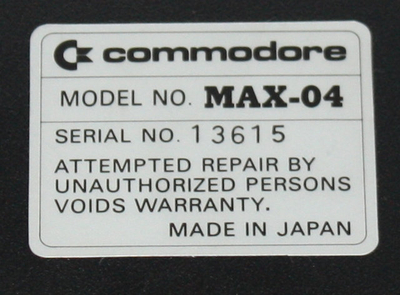 commodore
MODEL NO. MAX-04
SERIAL NO. 13615
ATTEMPTED REPAIR BY
UNAUTHORIZED PERSONS
VOIDS WARRANTY.
MADE IN JAPAN